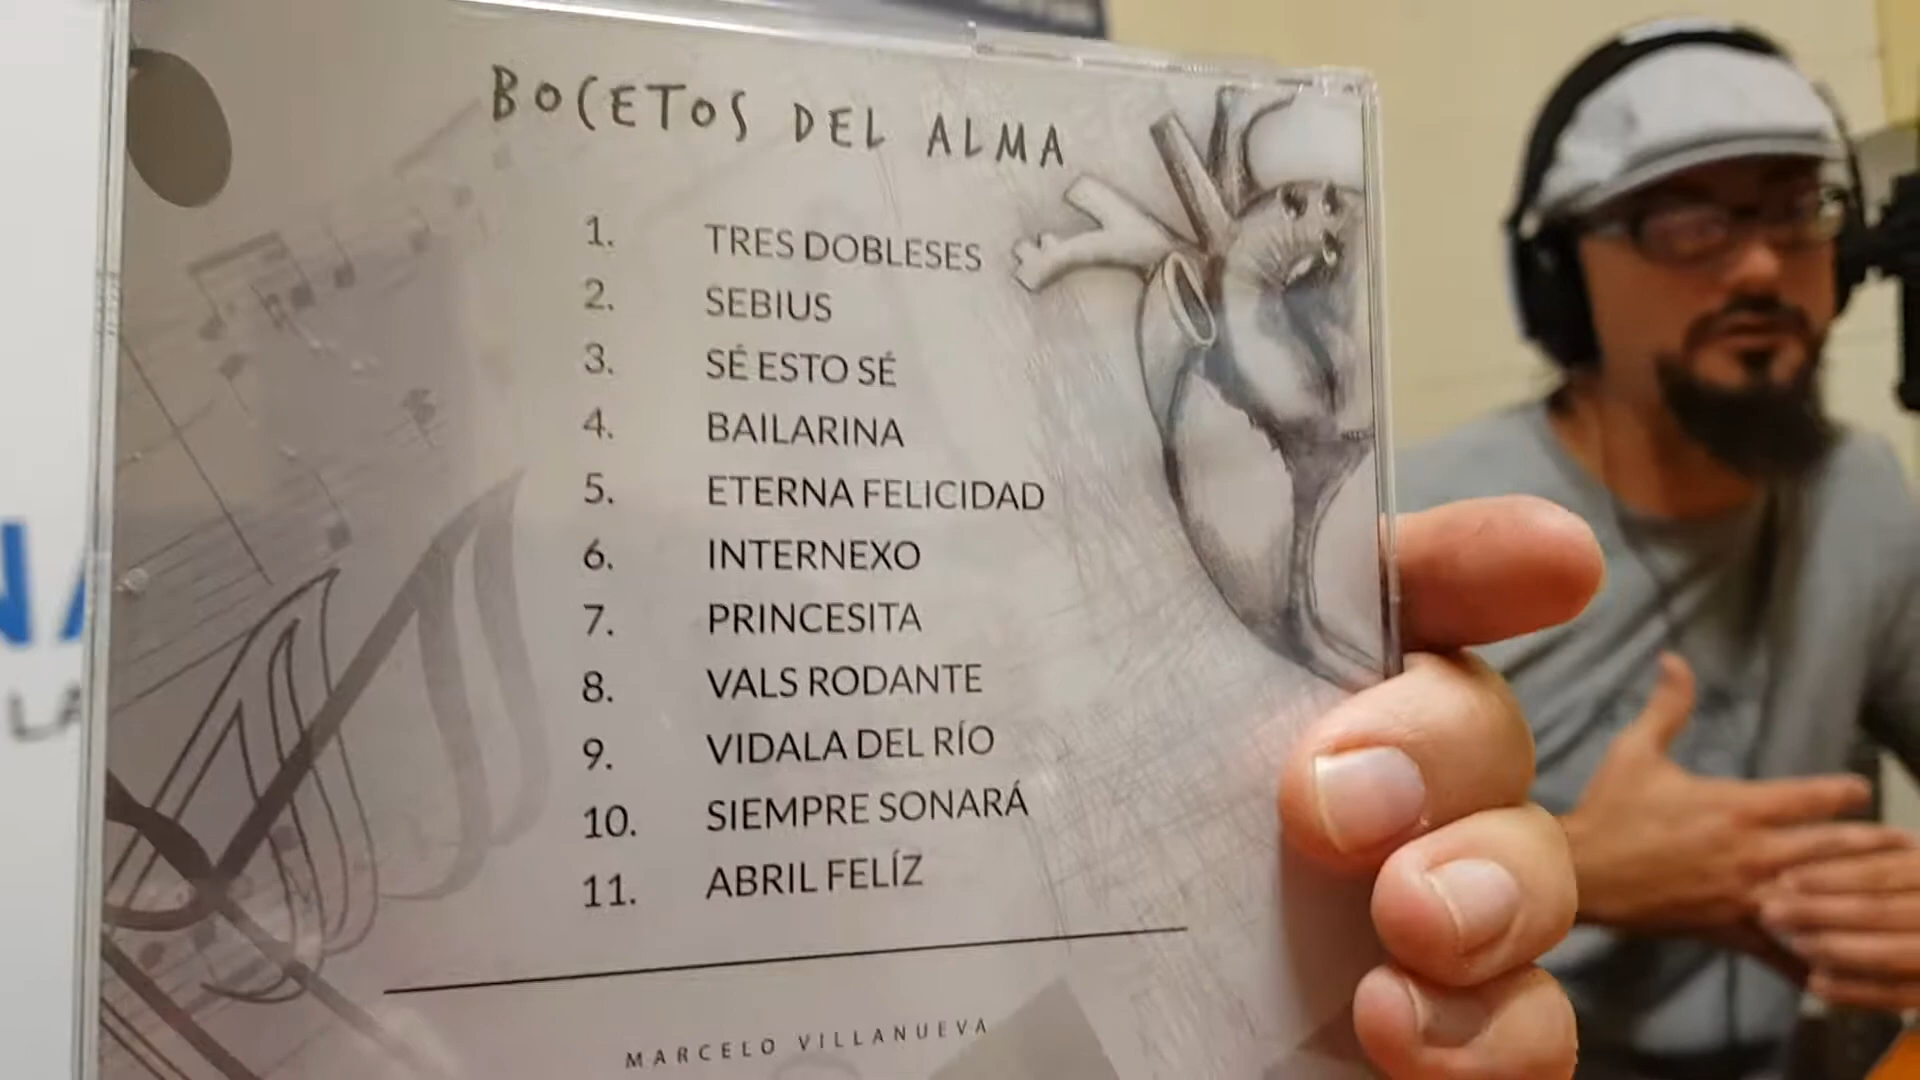 BOCETOS DEL ALMA
1. TRES DOBLESES
2. SEBIUS
3. SÉ ESTO SÉ
4. BAILARINA
5. ETERNA FELICIDAD
6. INTERNEXO
7. PRINCESITA
8. VALS RODANTE
9. VIDALA DEL RÍO
10. SIEMPRE SONARÁ
11. ABRIL FELÍZ
MARCELO VILLANUEVA